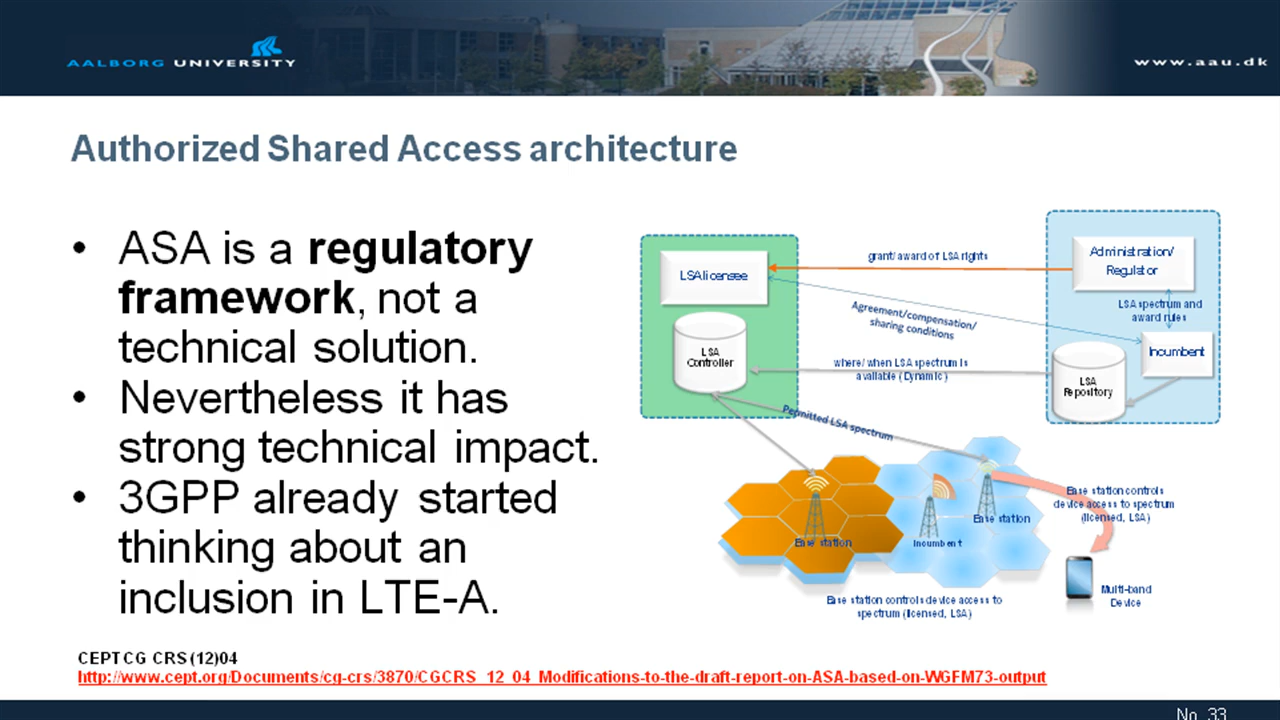 AALBORG UNIVERSITY
www.aau.dk
Authorized Shared Access architecture
• ASA is a regulatory
framework, not a
technical solution.
• Nevertheless it has
strong technical impact.
• 3GPP already started
thinking about an
inclusion in LTE-A.
LSA licensee
LSA
Controller
grant/ award of LSA rights
Agreement/compensation/
sharing conditions
where/ when LSA spectrum is
available ( Dynamic )
Permitted LSA spectrum
Administration/
Regulator
LSA spectrum and
award rules
Incumbent
LSA
Repository
Base station
Incumbent
Base station
Base station controls
device access to spectrum
(licensed, LSA)
Multi-band
Device
Base station controls device access to
spectrum (licensed, LSA)
CEPT CG CRS (12)04
http://www.cept.org/Documents/cg-crs/3870/CGCRS_12_04_Modifications-to-the-draft-report-on-ASA-based-on-WGFM73-output
No. 33